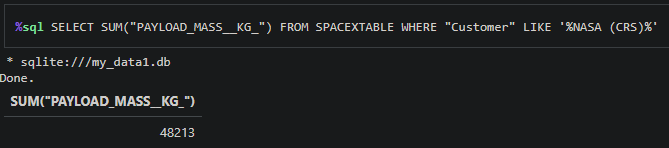 %sql SELECT SUM("PAYLOAD_MASS__KG_") FROM SPACEXTABLE WHERE "Customer" LIKE '%NASA (CRS)%'
* sqlite:///my_data1.db
Done.
SUM("PAYLOAD_MASS__KG_")
48213